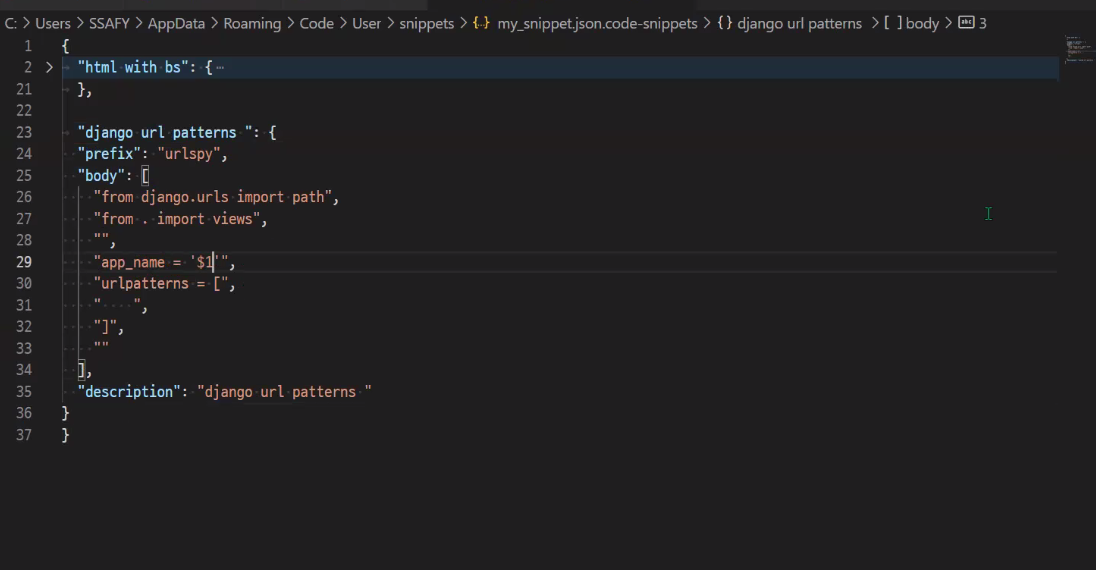 C: > Users > SSAFY > AppData > Roaming > Code > User > snippets > {..} my_snippet.json.code-snippets > {} django url patterns > [ ] body > abc 3
1 {
2 > "html with bs": { ···
21 },
22
23 "django url patterns ": {
24 "prefix": "urlspy",
25 "body": [
26 "from django.urls import path",
27 "from . import views",
28 "",
29 "app_name = '$1'",
30 "urlpatterns = [",
31 "     ",
32 "]",
33 ""
34 ],
35 "description": "django url patterns "
36 }
37 }